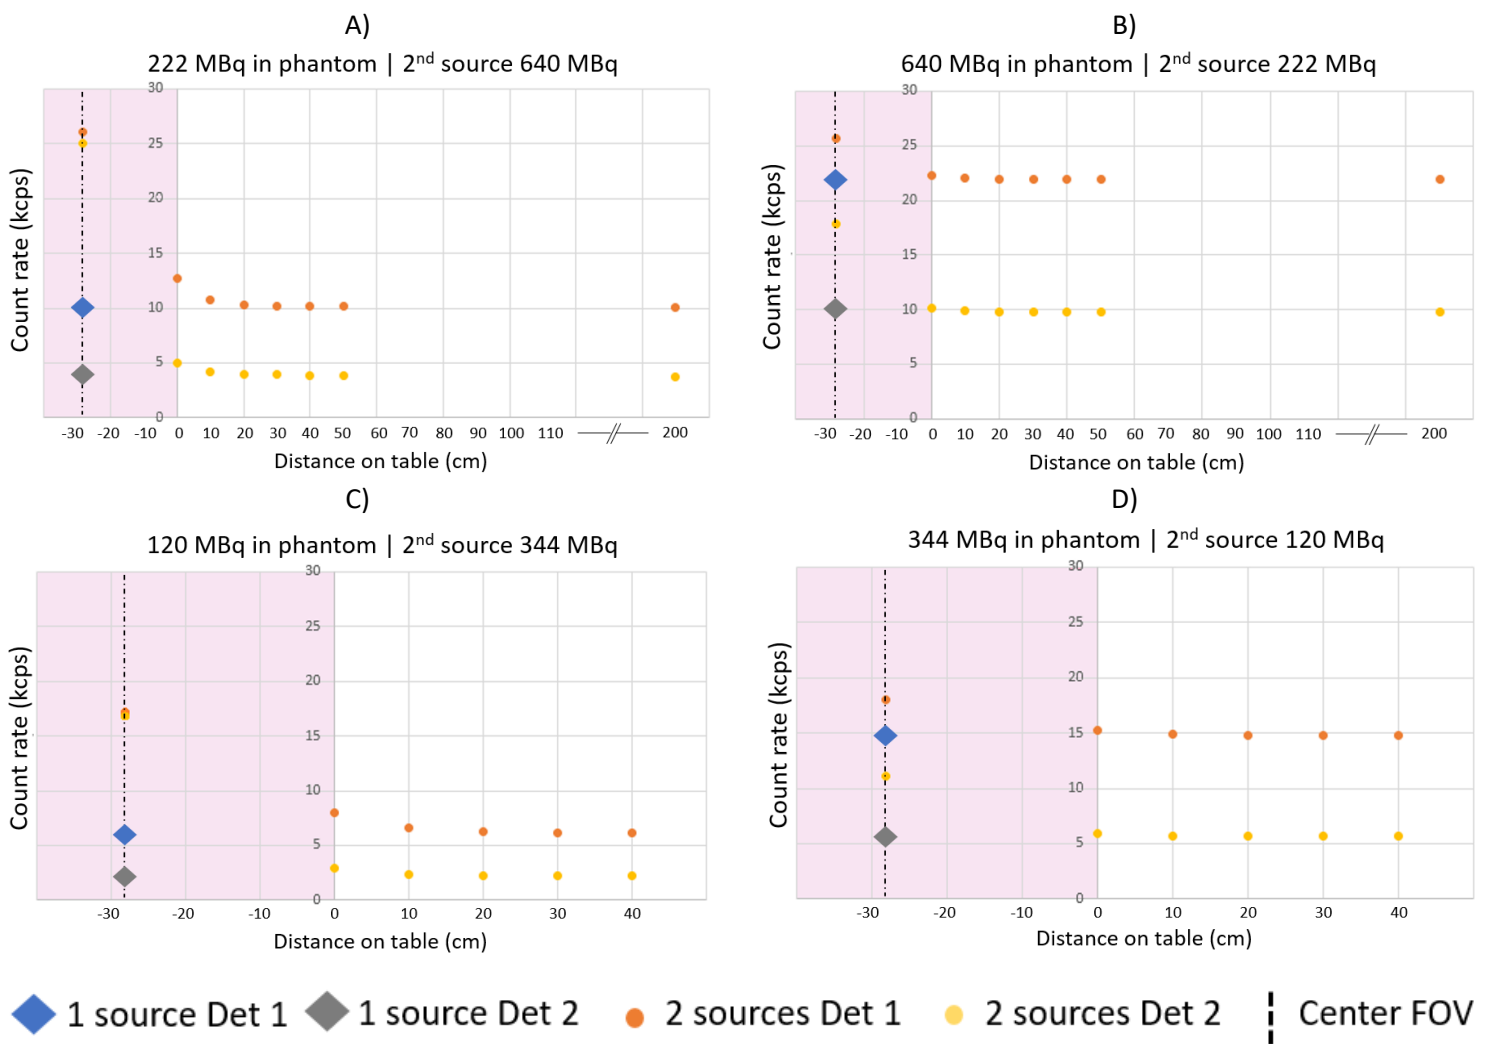 A)
222 MBq in phantom | 2nd source 640 MBq
30
25
20
15
10
5
0
Count rate (kcps)
-30 -20 -10 0 10 20 30 40 50 60 70 80 90 100 110 200
Distance on table (cm)
B)
640 MBq in phantom | 2nd source 222 MBq
30
25
20
15
10
5
0
Count rate (kcps)
-30 -20 -10 0 10 20 30 40 50 60 70 80 90 100 110 200
Distance on table (cm)
C)
120 MBq in phantom | 2nd source 344 MBq
30
25
20
15
10
5
0
Count rate (kcps)
-30 -20 -10 0 10 20 30 40
Distance on table (cm)
D)
344 MBq in phantom | 2nd source 120 MBq
30
25
20
15
10
5
0
Count rate (kcps)
-30 -20 -10 0 10 20 30 40
Distance on table (cm)
1 source Det 1 1 source Det 2 2 sources Det 1 2 sources Det 2 Center FOV